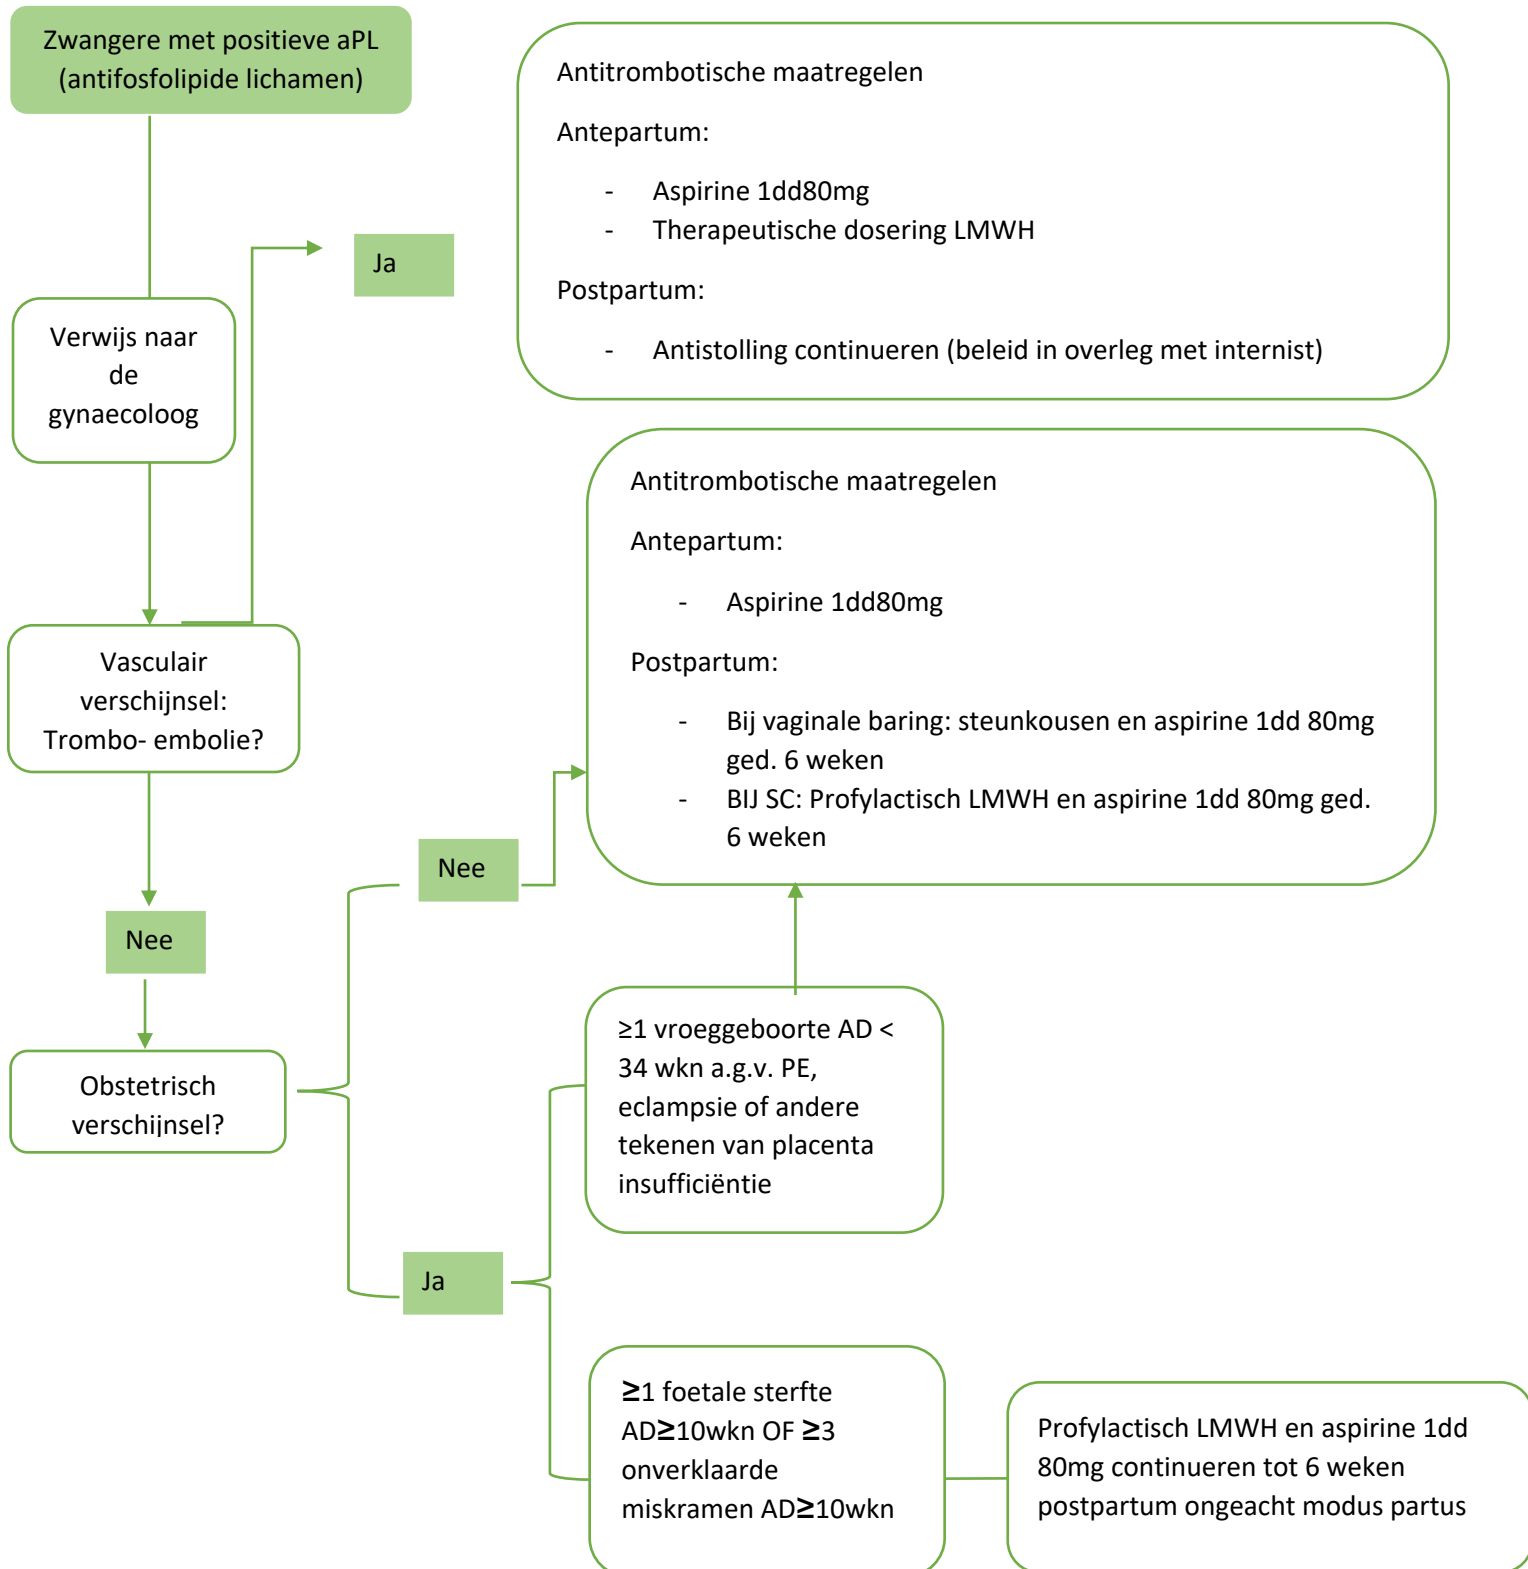 Zwangere met positieve aPL
(antifosfolipide lichamen)
Antitrombotische maatregelen
Antepartum:
- Aspirine 1dd80mg
- Therapeutische dosering LMWH
Postpartum:
- Antistolling continueren (beleid in overleg met internist)
Ja
Verwijs naar
de
gynaecoloog
Antitrombotische maatregelen
Antepartum:
- Aspirine 1dd80mg
Postpartum:
- Bij vaginale baring: steunkousen en aspirine 1dd 80mg
ged. 6 weken
- BIJ SC: Profylactisch LMWH en aspirine 1dd 80mg ged.
6 weken
Vasculair
verschijnsel:
Trombo- embolie?
Nee
Nee
Obstetrisch
verschijnsel?
≥1 vroeggeboorte AD <
34 wkn a.g.v. PE,
eclampsie of andere
tekenen van placenta
insufficiëntie
Ja
≥1 foetale sterfte
AD≥10wkn OF ≥3
onverklaarde
miskramen AD≥10wkn
Profylactisch LMWH en aspirine 1dd
80mg continueren tot 6 weken
postpartum ongeacht modus partus